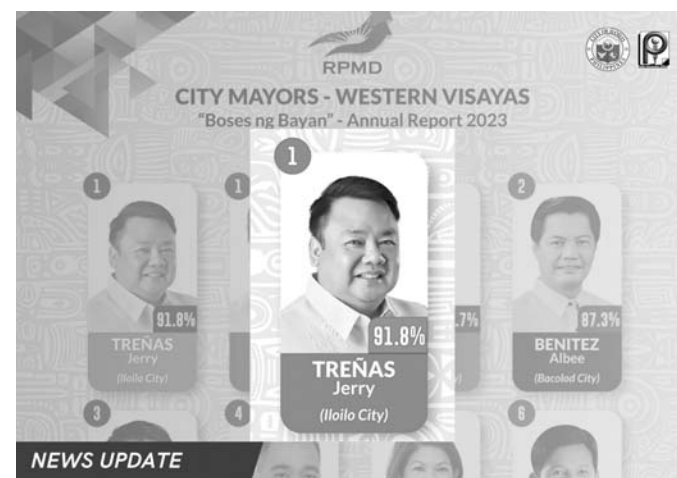 RPMD
CITY MAYORS - WESTERN VISAYAS
"Boses ng Bayan" - Annual Report 2023
1
91.8%
TREÑAS
Jerry
(Iloilo City)
1
1
91.8%
TREÑAS
Jerry
(Iloilo City)
.7%
y)
2
87.3%
BENITEZ
Albee
(Bacolod City)
3
4
6
NEWS UPDATE